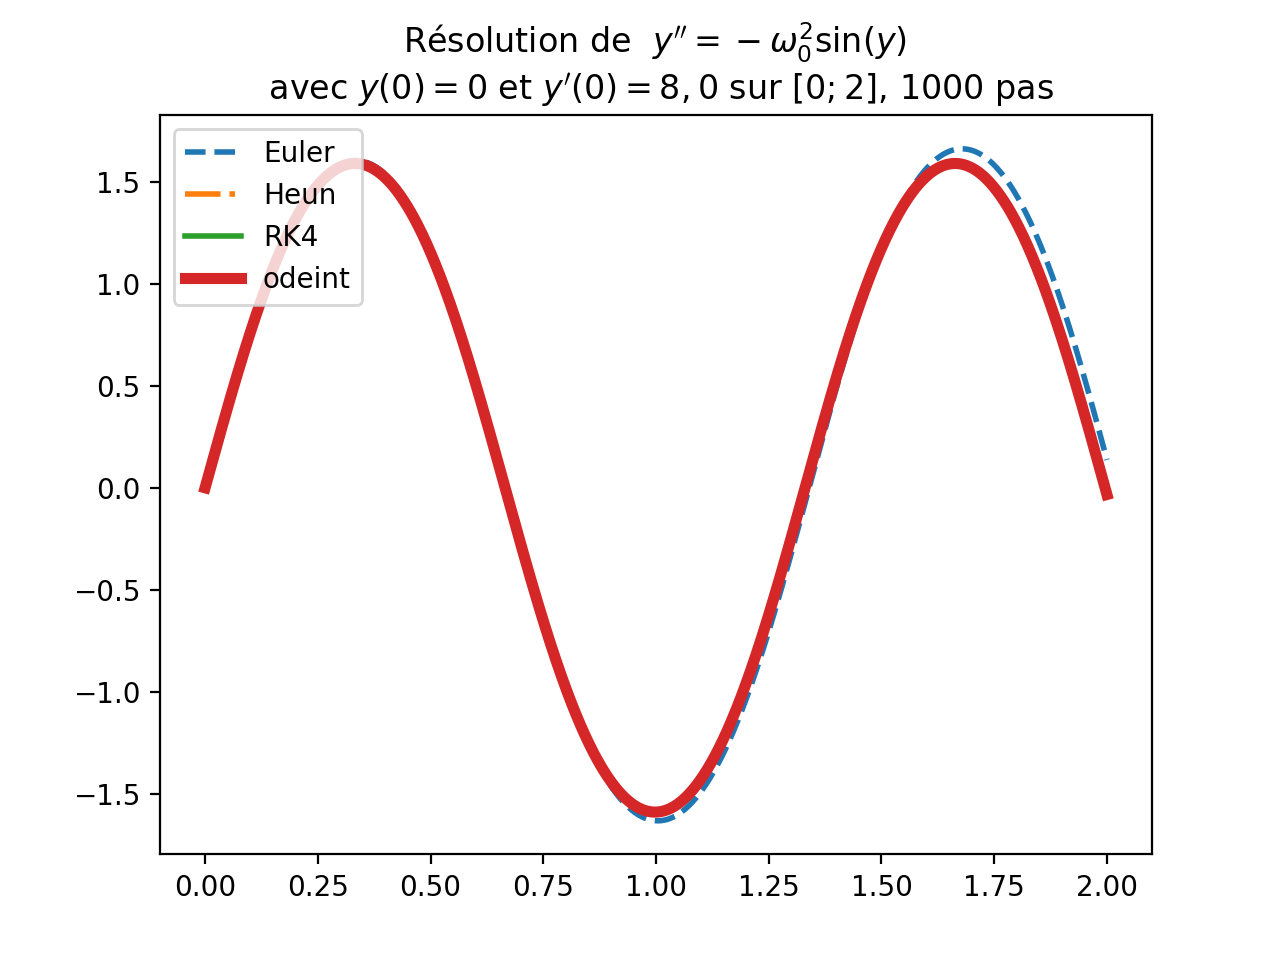 Résolution de y′′ = − ω₀² sin(y)
avec y(0) = 0 et y′(0) = 8, 0 sur [0; 2], 1000 pas
Euler
Heun
RK4
odeint
1.5
1.0
0.5
0.0
−0.5
−1.0
−1.5
0.00 0.25 0.50 0.75 1.00 1.25 1.50 1.75 2.00